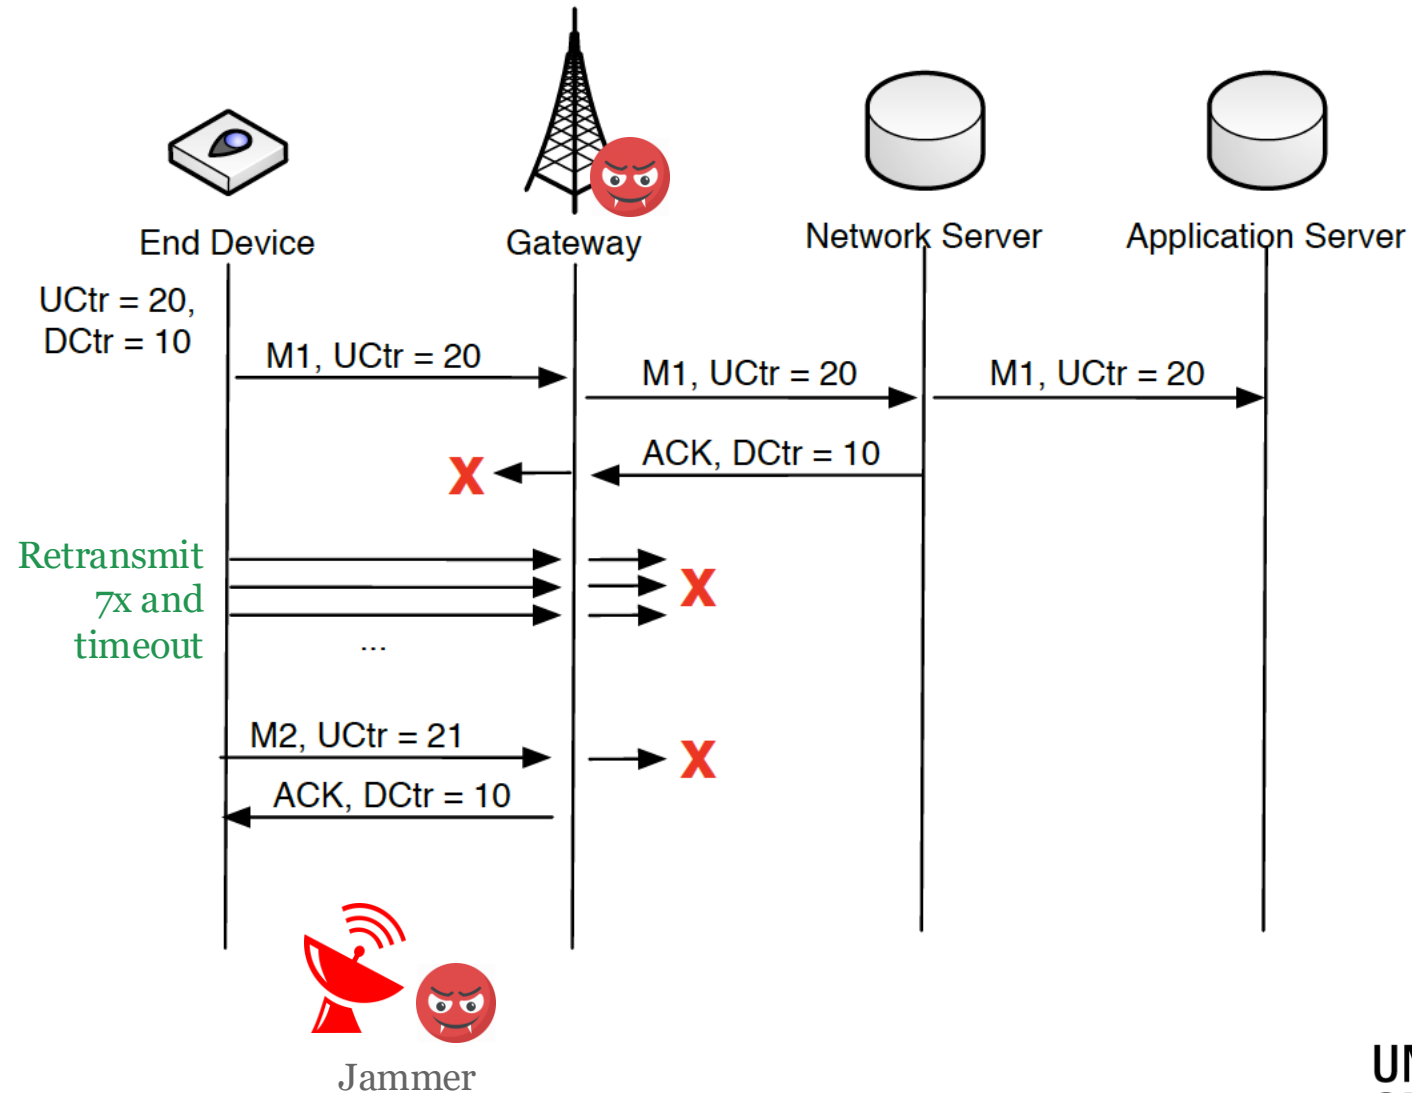 End Device
Gateway
Network Server
Application Server
UCtr = 20,
DCtr = 10
M1, UCtr = 20
M1, UCtr = 20
M1, UCtr = 20
ACK, DCtr = 10
X
Retransmit
7x and
timeout
X
...
M2, UCtr = 21
X
ACK, DCtr = 10
Jammer